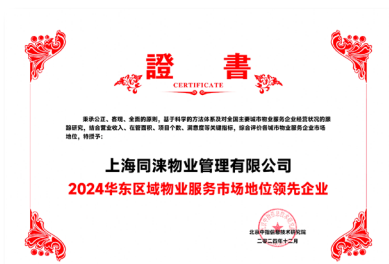 證 書
CERTIFICATE
秉承公正、客观、全面的原则，基于科学的方法体系及对全国主要城市物业服务企业经营状况的跟
踪研究，结合营业收入、在管面积、项目个数、满意度等关键指标，综合评价各城市物业服务企业市场
地位，特授予：
上海同涞物业管理有限公司
2024华东区域物业服务市场地位领先企业
北京中指信息技术研究院
二〇二四年十二月